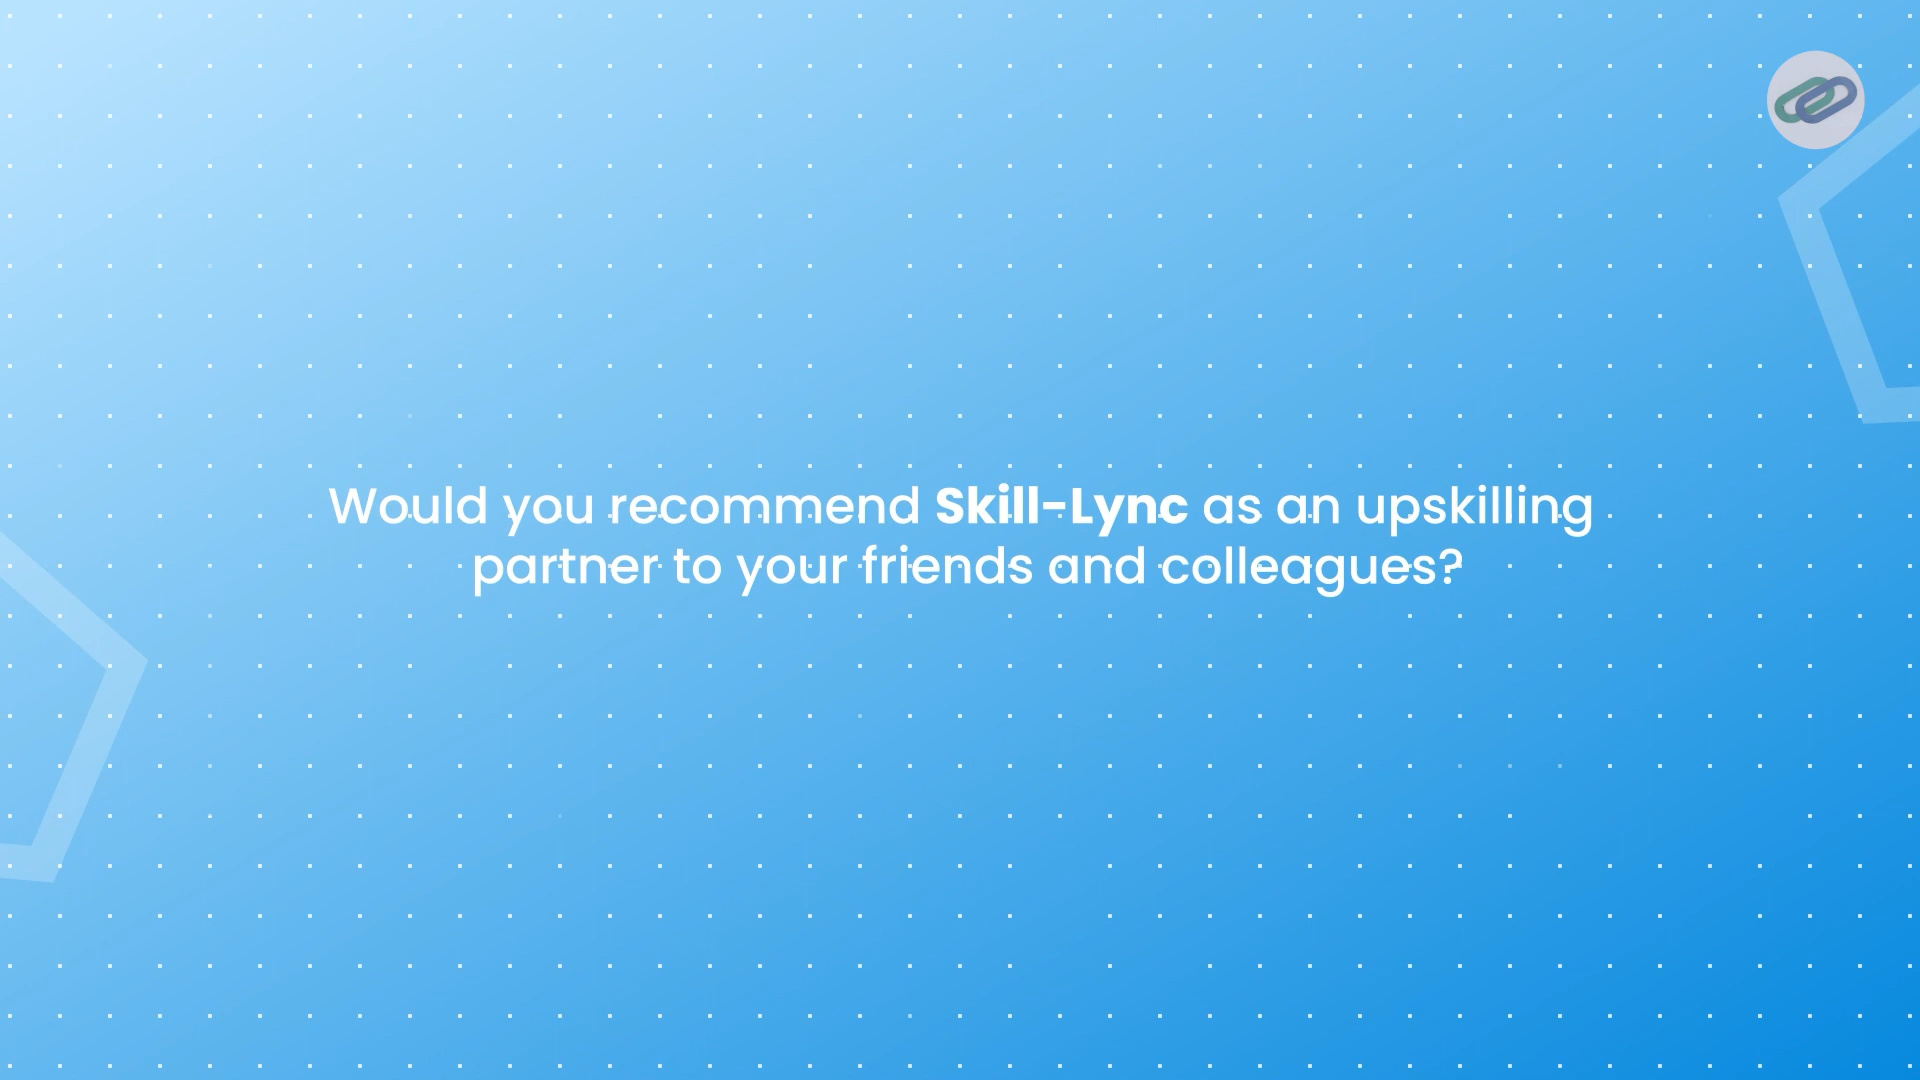 Would you recommend Skill-Lync as an upskilling
partner to your friends and colleagues?